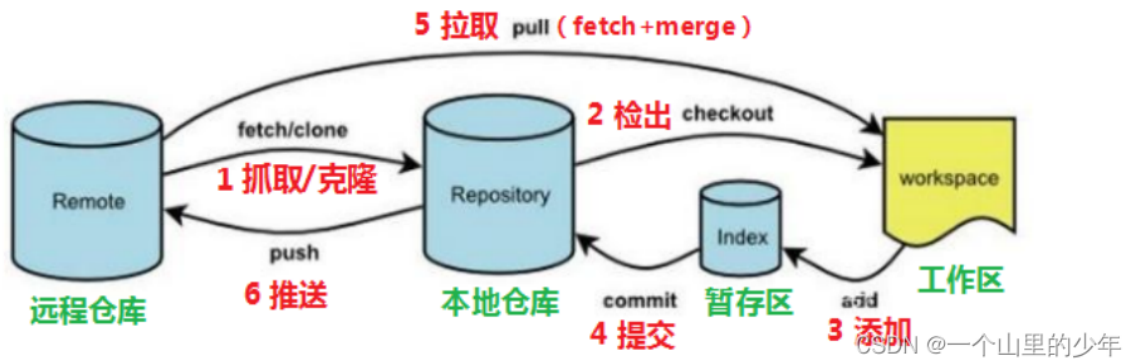 5 拉取 pull（fetch+merge）
2 检出 checkout
fetch/clone
1 抓取/克隆
Remote
Repository
workspace
Index
push
6 推送
远程仓库
本地仓库
commit
4 提交
暂存区
add
3 添加
工作区
CSDN @一个山里的少年